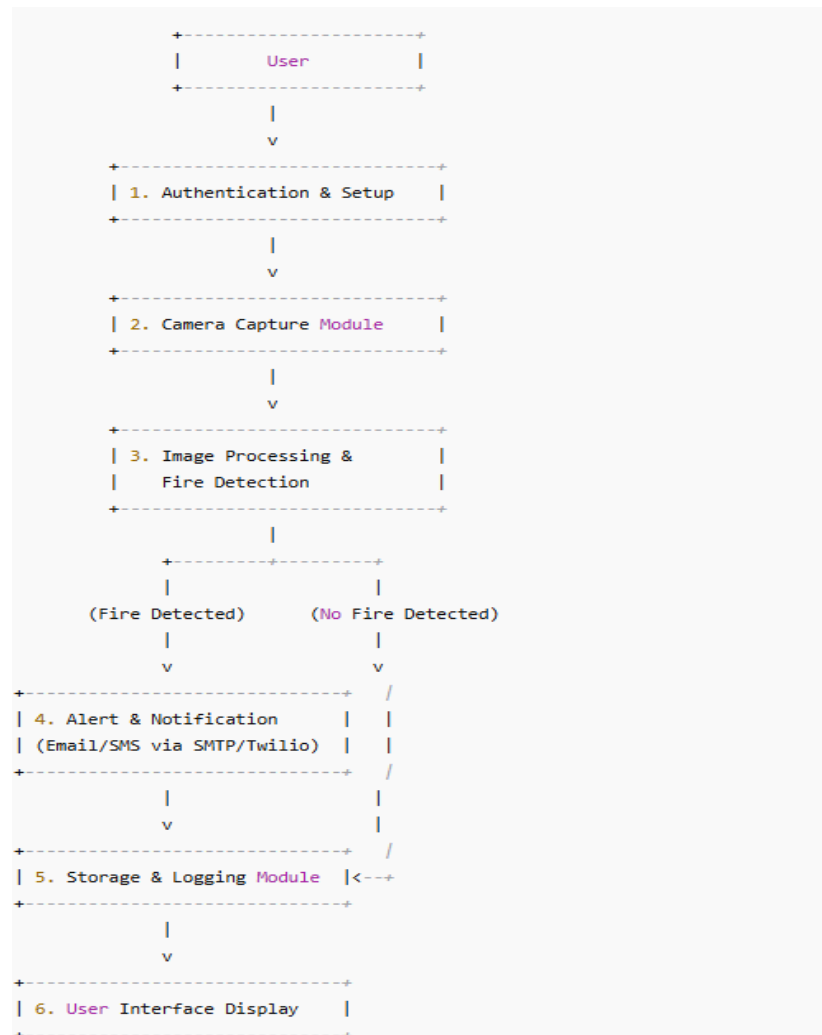 User
1. Authentication & Setup
2. Camera Capture Module
3. Image Processing &
Fire Detection
(Fire Detected) (No Fire Detected)
4. Alert & Notification
(Email/SMS via SMTP/Twilio)
5. Storage & Logging Module
6. User Interface Display